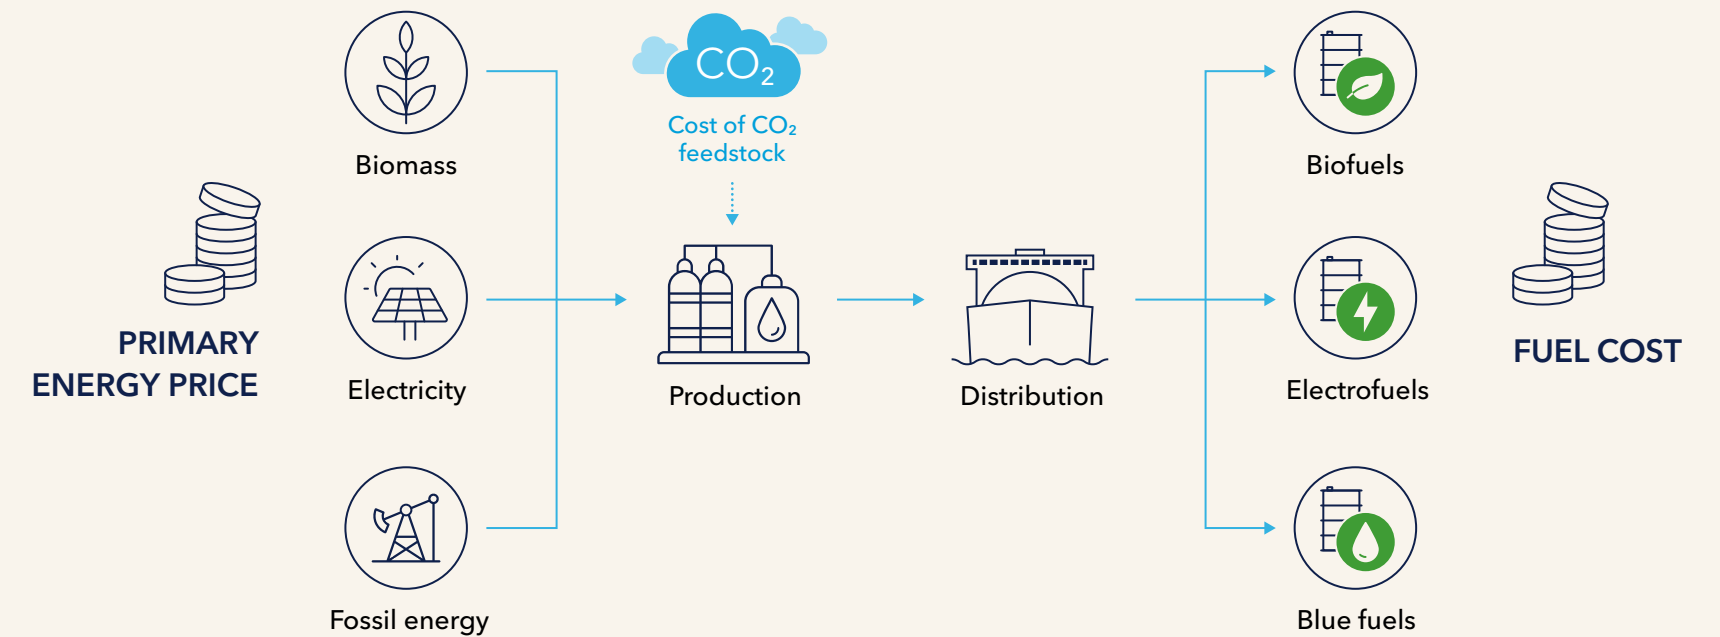 PRIMARY
ENERGY PRICE
Biomass
Electricity
Fossil energy
CO₂
Cost of CO₂
feedstock
Production
Distribution
Biofuels
Electrofuels
Blue fuels
FUEL COST